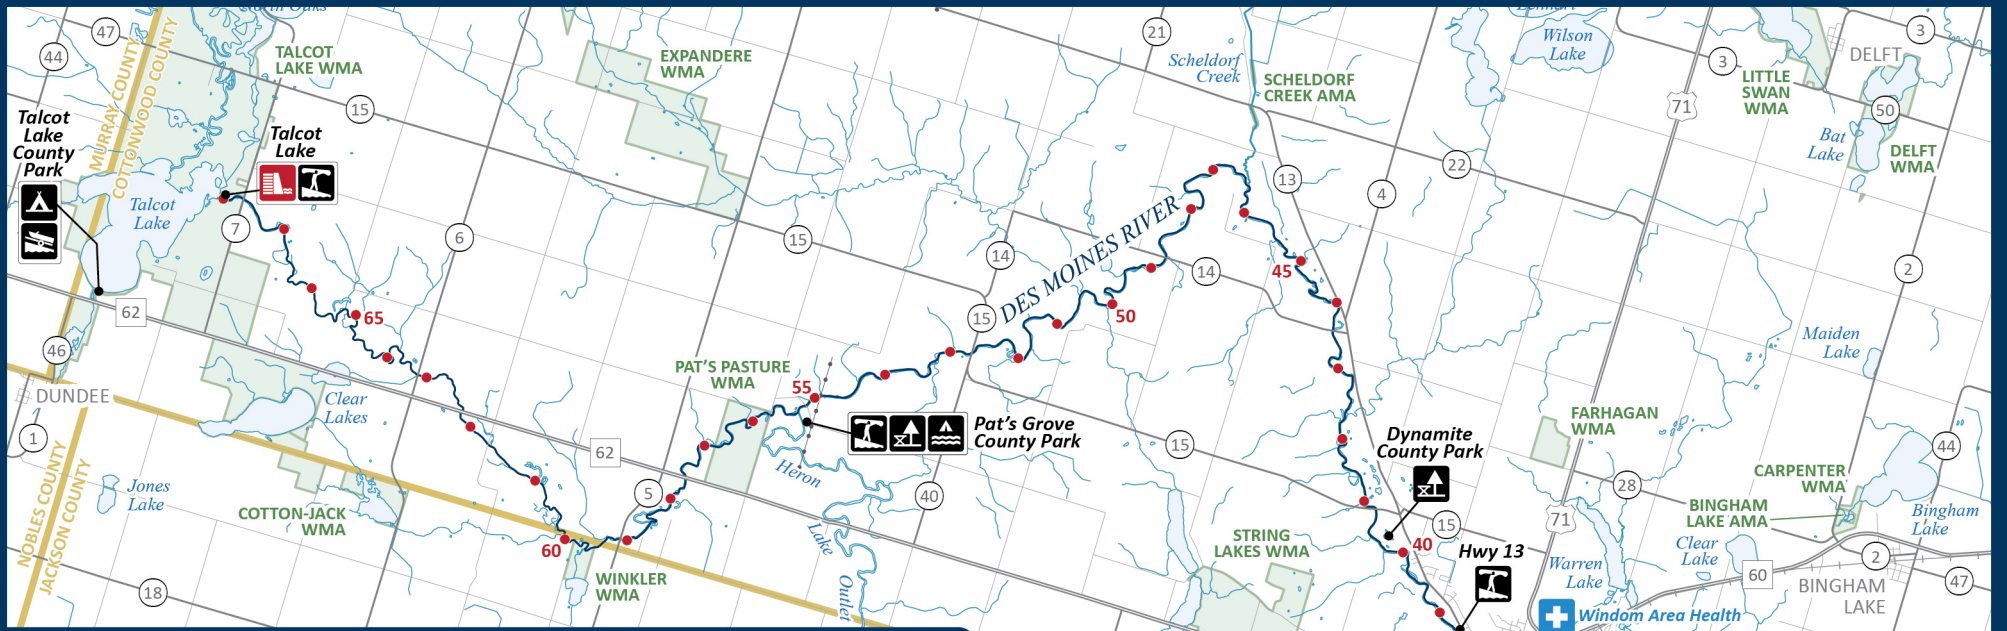 North Oaks
47
44
MURRAY COUNTY
COTTONWOOD COUNTY
TALCOT
LAKE WMA
15
Talcot
Lake
County
Park
Talcot
Lake
Talcot
Lake
7
6
62
46
DUNDEE
1
NOBLES COUNTY
JACKSON COUNTY
Jones
Lake
18
Clear
Lakes
COTTON-JACK
WMA
65
60
WINKLER
WMA
62
5
EXPANDERE
WMA
15
PAT'S PASTURE
WMA
55
Pat's Grove
County Park
Heron
Lake
Outlet
40
15
14
DES MOINES RIVER
50
14
15
21
Scheldorf
Creek
SCHELDORF
CREEK AMA
13
4
22
45
Dynamite
County Park
15
40
Hwy 13
STRING
LAKES WMA
Wilson
Lake
71
3
LITTLE
SWAN
WMA
DELFT
3
50
Bat
Lake
DELFT
WMA
2
Maiden
Lake
FARHAGAN
WMA
28
71
CARPENTER
WMA
BINGHAM
LAKE AMA
44
Bingham
Lake
Clear
Lake
Warren
Lake
60
2
47
BINGHAM
LAKE
Windom Area Health